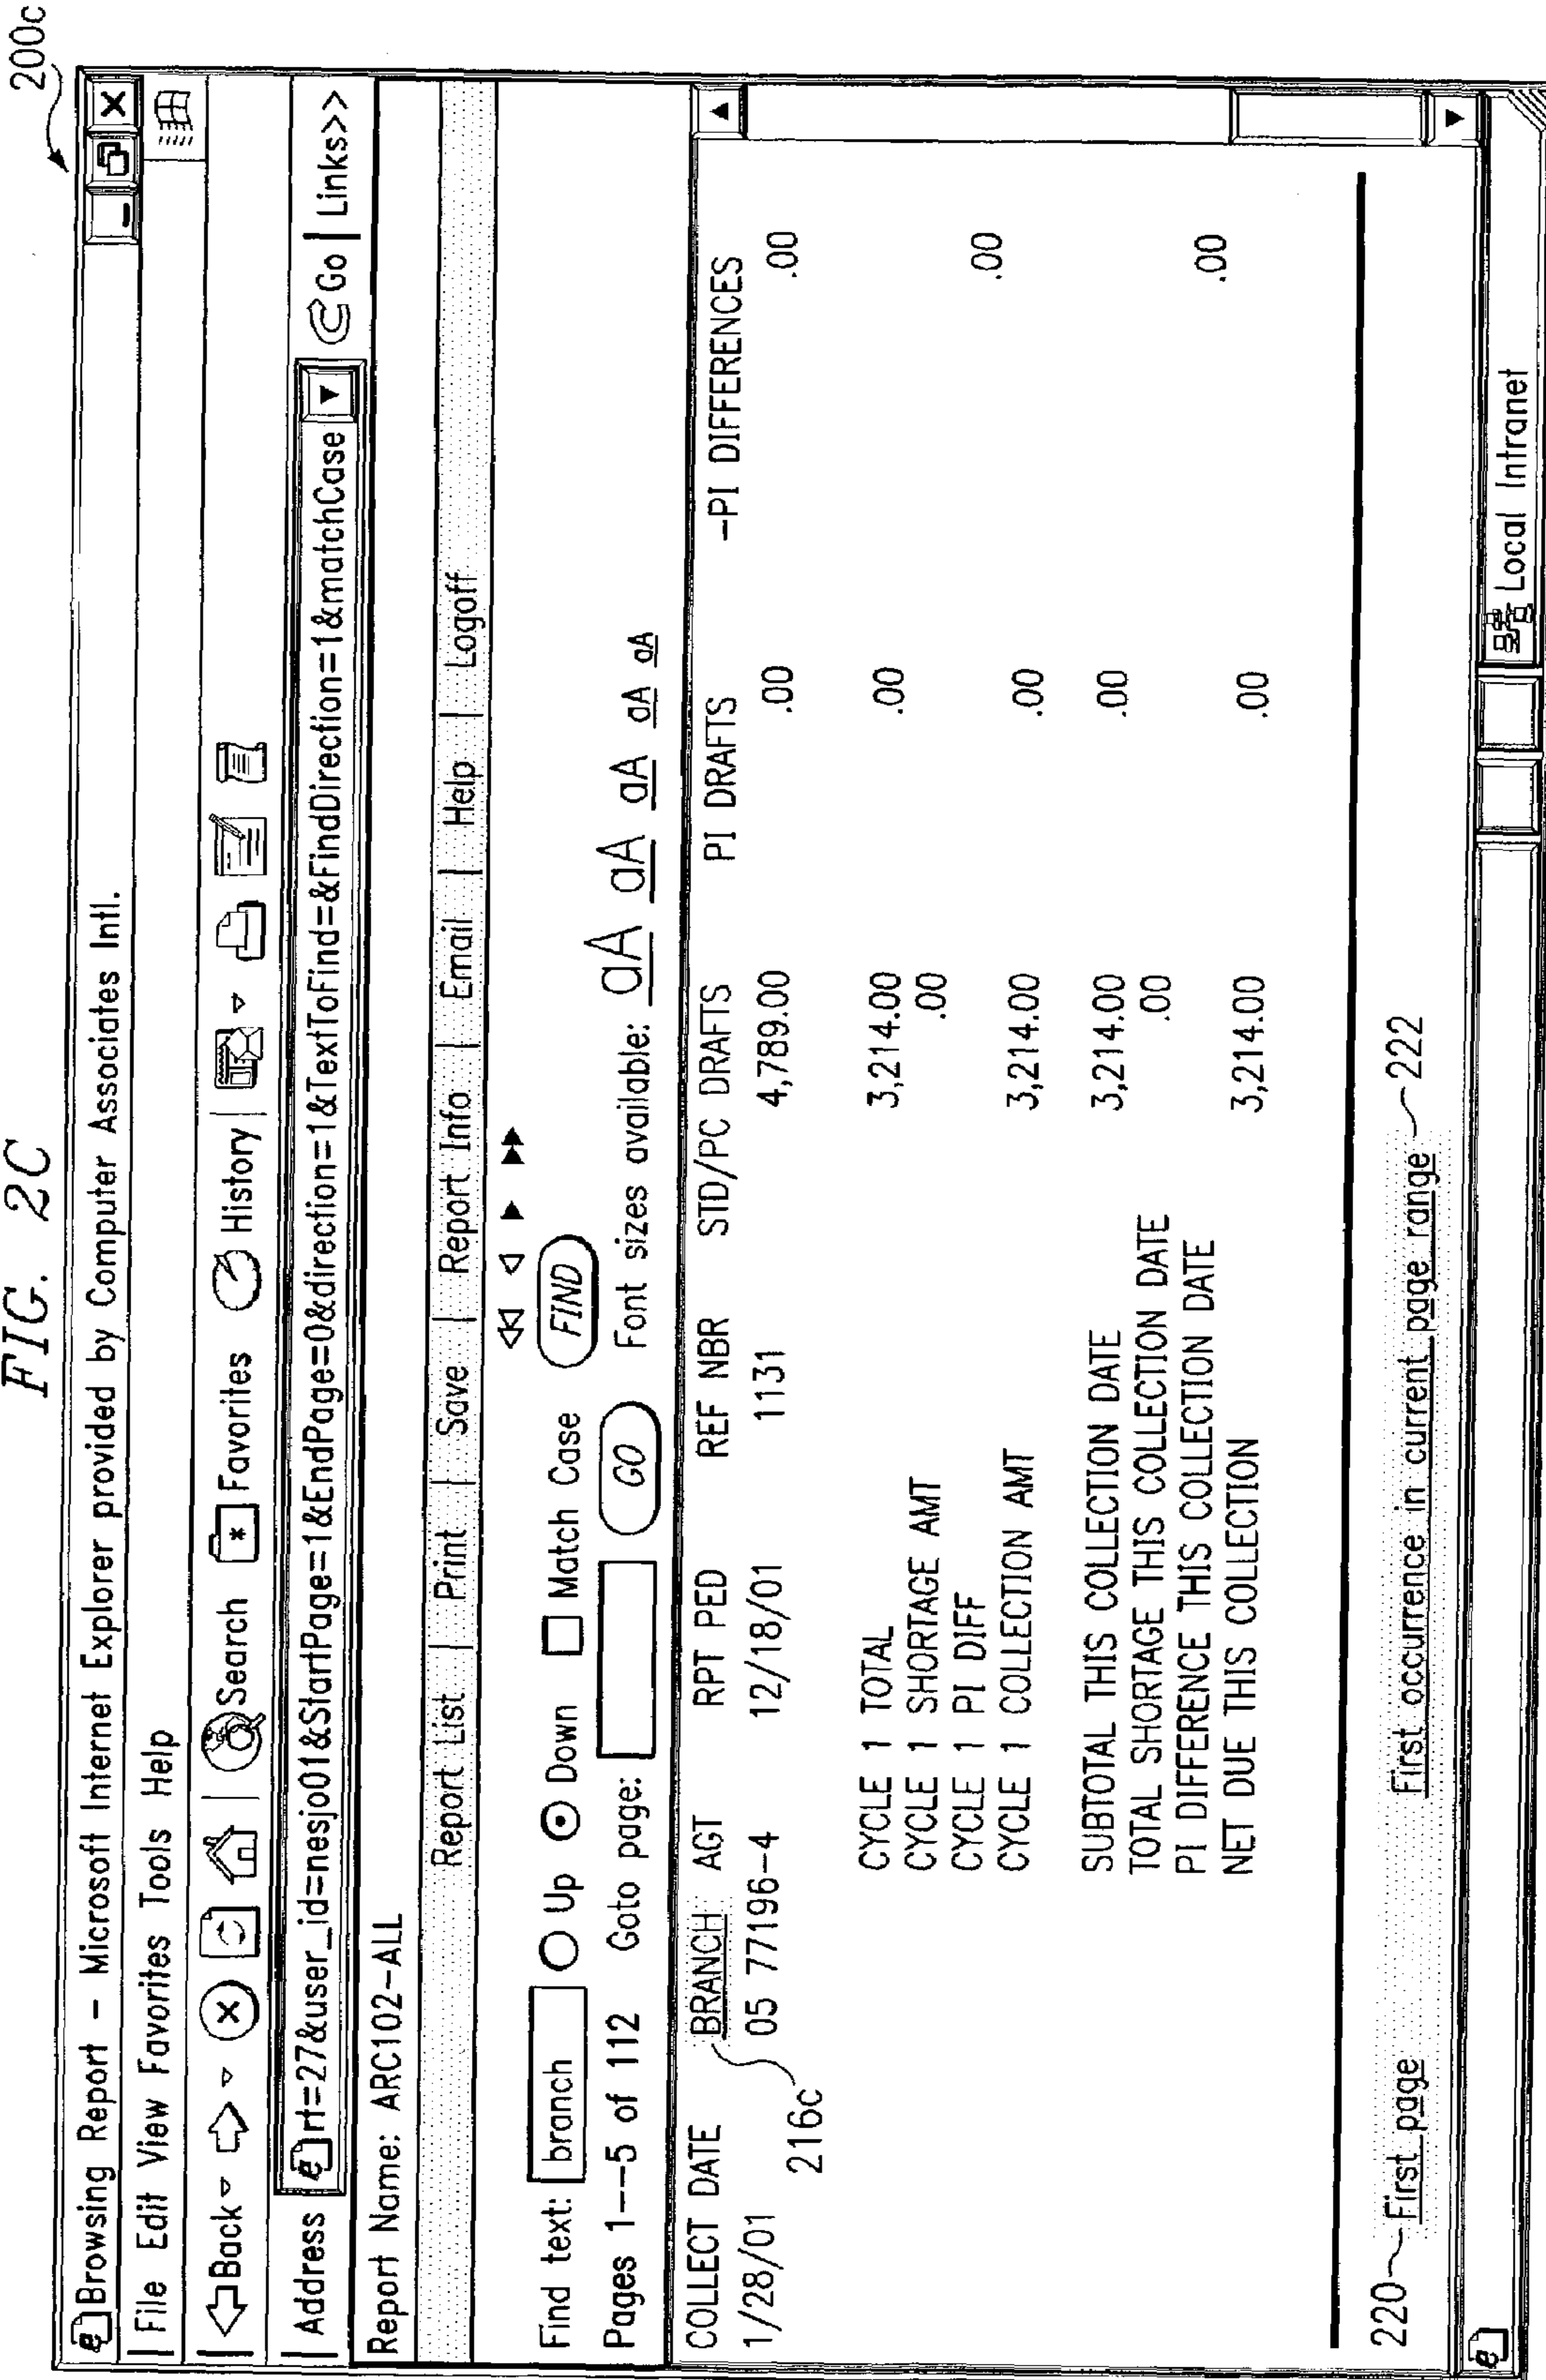 FIG. 2C
200c
Browsing Report - Microsoft Internet Explorer provided by Computer Associates Intl.
File Edit View Favorites Tools Help
Back Search Favorites History
Address rt=27&user_id=nesjo01&StartPage=1&EndPage=0&direction=1&TextToFind=&FindDirection=1&matchCase Go Links>>
Report Name: ARC102-ALL
Report List | Print | Save | Report Info | Email | Help | Logoff
Find text: branch Up Down Match Case FIND
Pages 1--5 of 112 Goto page: GO Font sizes available: aA aA aA aA aA
COLLECT DATE BRANCH AGT RPT PED REF NBR STD/PC DRAFTS PI DRAFTS -PI DIFFERENCES
1/28/01 05 77196-4 12/18/01 1131 4,789.00 .00 .00
216c
CYCLE 1 TOTAL 3,214.00 .00
CYCLE 1 SHORTAGE AMT .00
CYCLE 1 PI DIFF .00
CYCLE 1 COLLECTION AMT 3,214.00 .00
SUBTOTAL THIS COLLECTION DATE 3,214.00 .00
TOTAL SHORTAGE THIS COLLECTION DATE .00
PI DIFFERENCE THIS COLLECTION DATE .00
NET DUE THIS COLLECTION 3,214.00 .00
220 First page First occurrence in current page range 222
Local Intranet